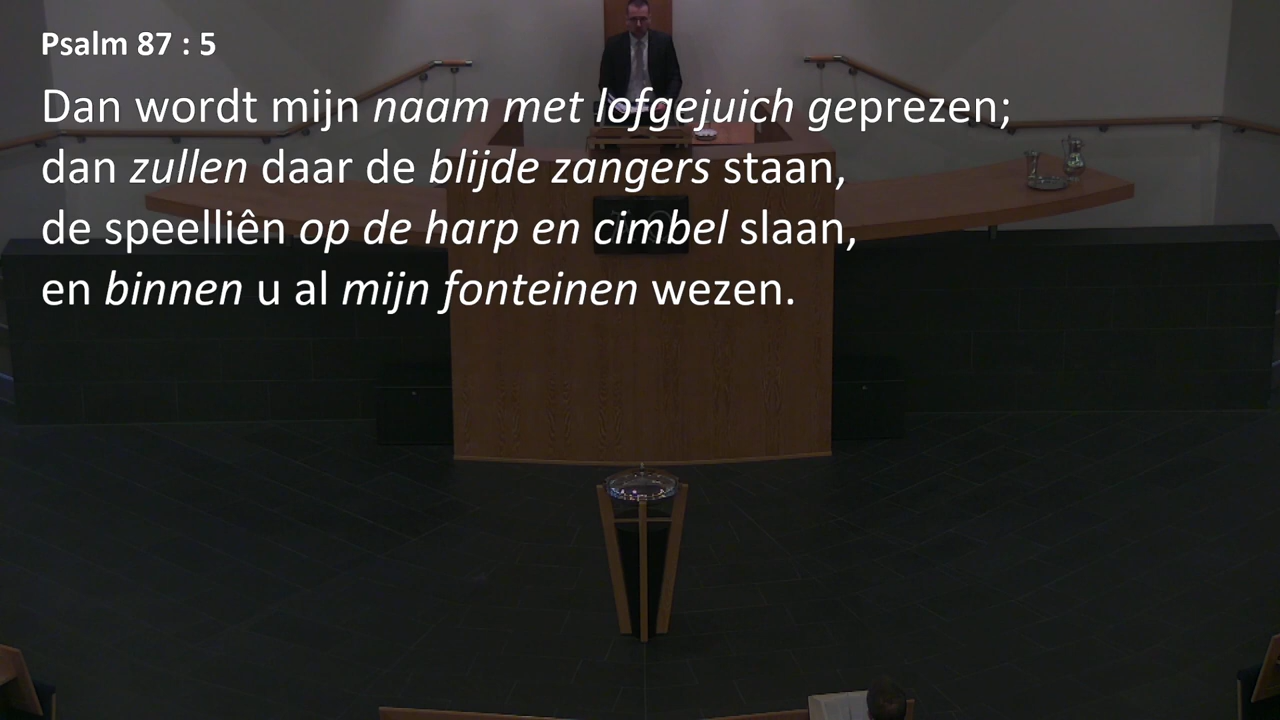 Psalm 87 : 5
Dan wordt mijn naam met lofgejuich geprezen;
dan zullen daar de blijde zangers staan,
de speelliên op de harp en cimbel slaan,
en binnen u al mijn fonteinen wezen.